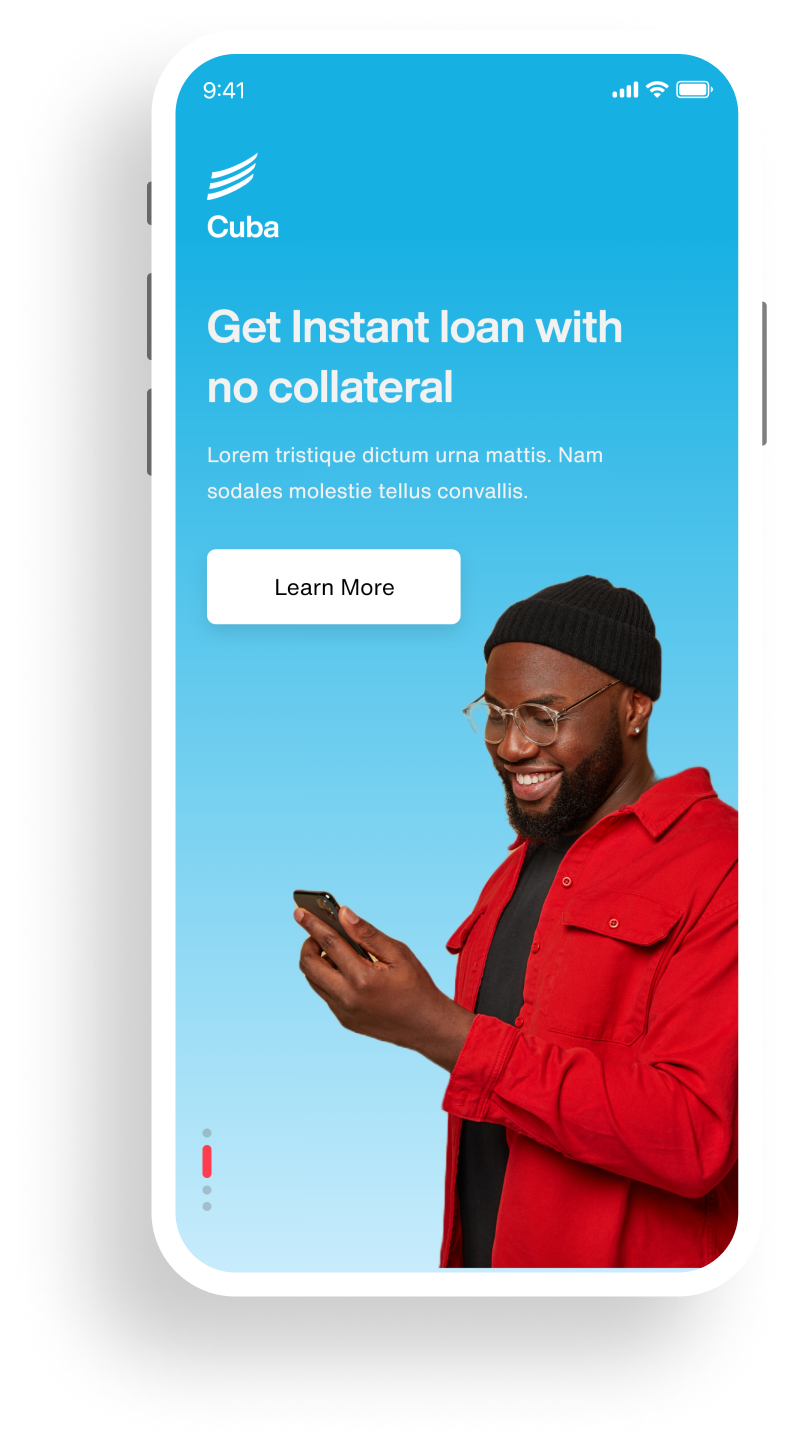 9:41
Cuba
Get Instant loan with
no collateral
Lorem tristique dictum urna mattis. Nam
sodales molestie tellus convallis.
Learn More